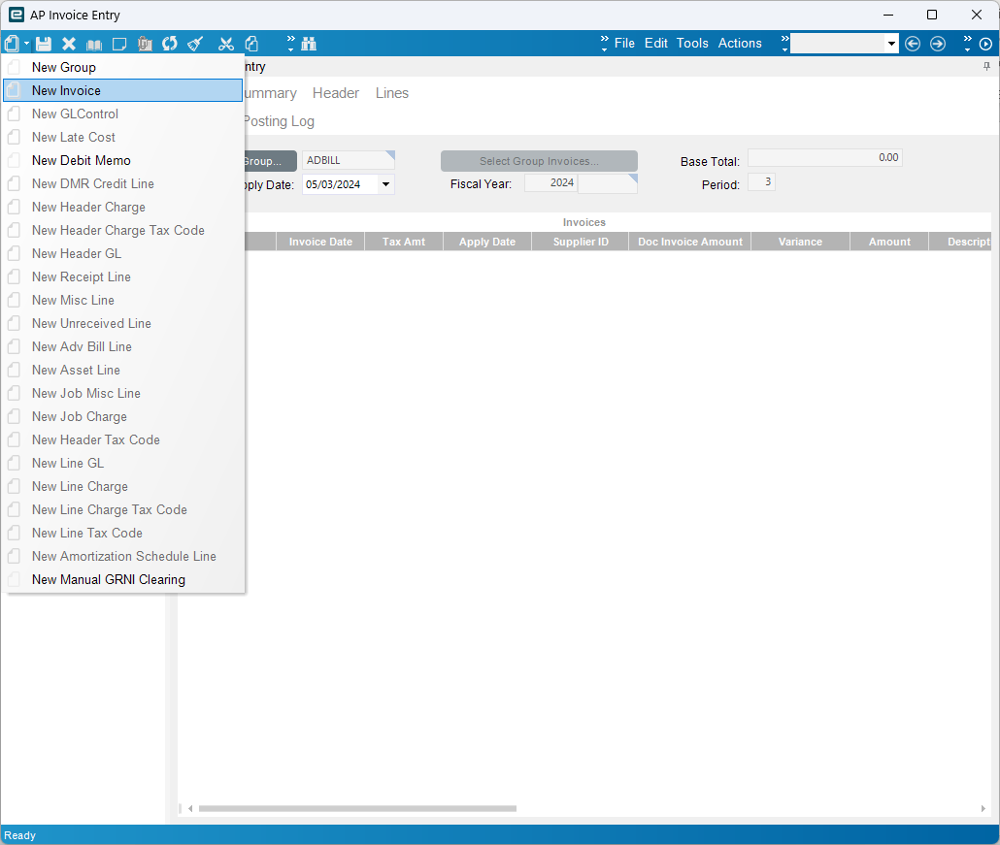 AP Invoice Entry
File Edit Tools Actions
New Group
New Invoice
New GLControl
New Late Cost
New Debit Memo
New DMR Credit Line
New Header Charge
New Header Charge Tax Code
New Header GL
New Receipt Line
New Misc Line
New Unreceived Line
New Adv Bill Line
New Asset Line
New Job Misc Line
New Job Charge
New Header Tax Code
New Line GL
New Line Charge
New Line Charge Tax Code
New Line Tax Code
New Amortization Schedule Line
New Manual GRNI Clearing
ntry
ummary Header Lines
Posting Log
Group... ADBILL Select Group Invoices... Base Total: 0.00
pply Date: 05/03/2024 Fiscal Year: 2024 Period: 3
Invoices
Invoice Date Tax Amt Apply Date Supplier ID Doc Invoice Amount Variance Amount Descript
Ready